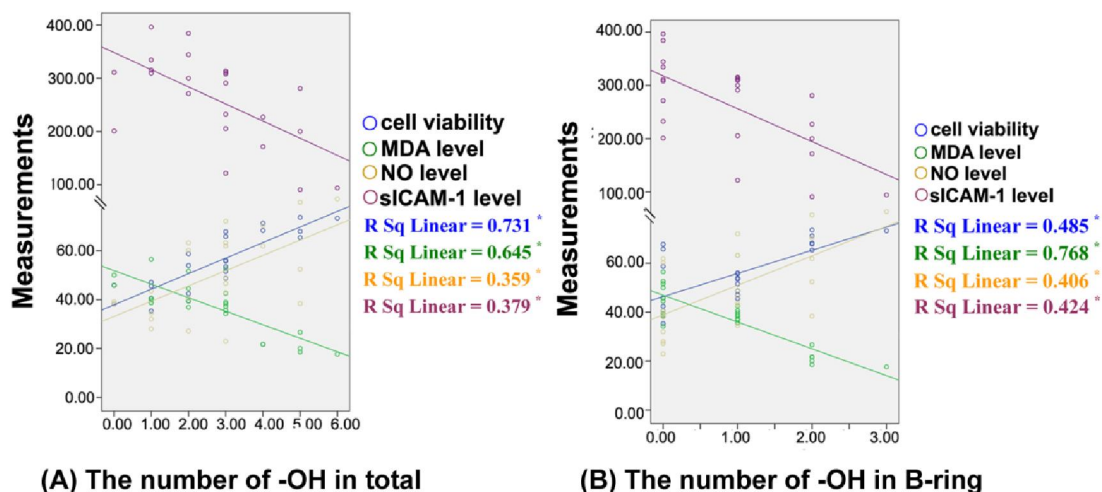 400.00
300.00
200.00
100.00
60.00
40.00
20.00
0.00
Measurements
0.00 1.00 2.00 3.00 4.00 5.00 6.00
cell viability
MDA level
NO level
sICAM-1 level
R Sq Linear = 0.731 *
R Sq Linear = 0.645 *
R Sq Linear = 0.359 *
R Sq Linear = 0.379 *
(A) The number of -OH in total
400.00
300.00
200.00
100.00
60.00
40.00
20.00
0.00
Measurements
0.00 1.00 2.00 3.00
cell viability
MDA level
NO level
sICAM-1 level
R Sq Linear = 0.485 *
R Sq Linear = 0.768 *
R Sq Linear = 0.406 *
R Sq Linear = 0.424 *
(B) The number of -OH in B-ring